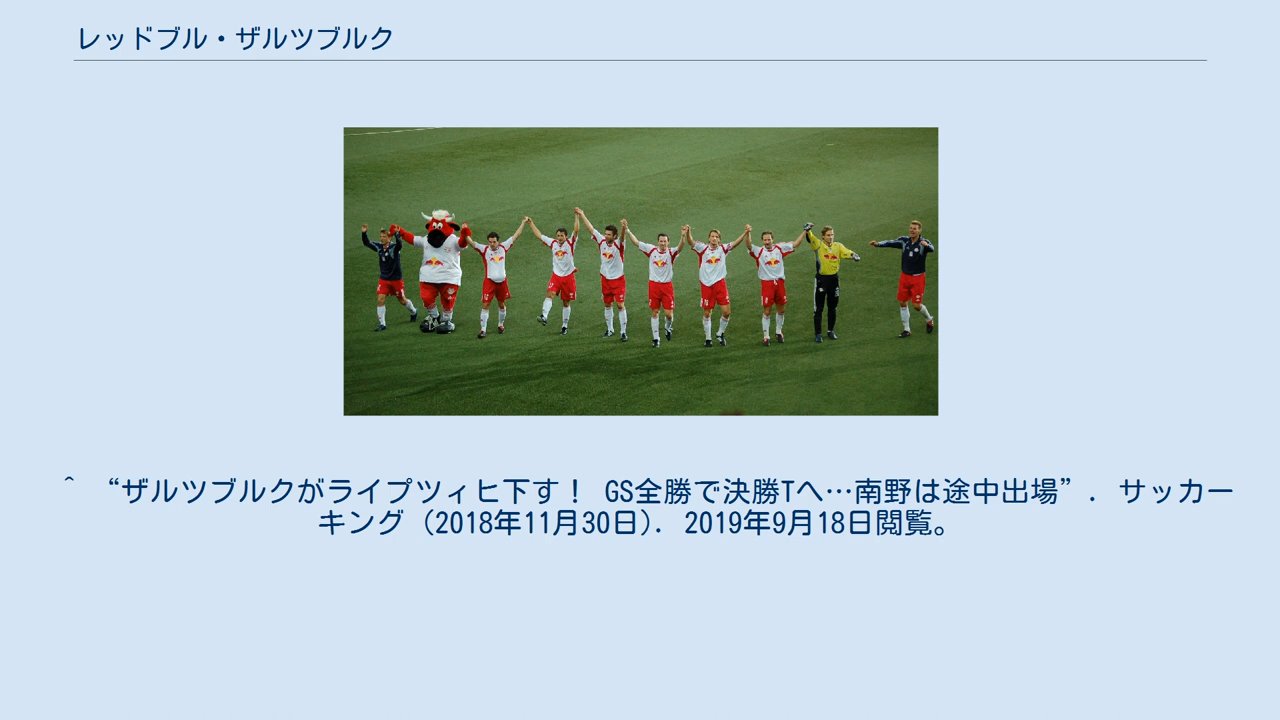 レッドブル・ザルツブルク
^ “ザルツブルクがライプツィヒ下す！ GS全勝で決勝Tへ…南野は途中出場”. サッカー
キング (2018年11月30日). 2019年9月18日閲覧。